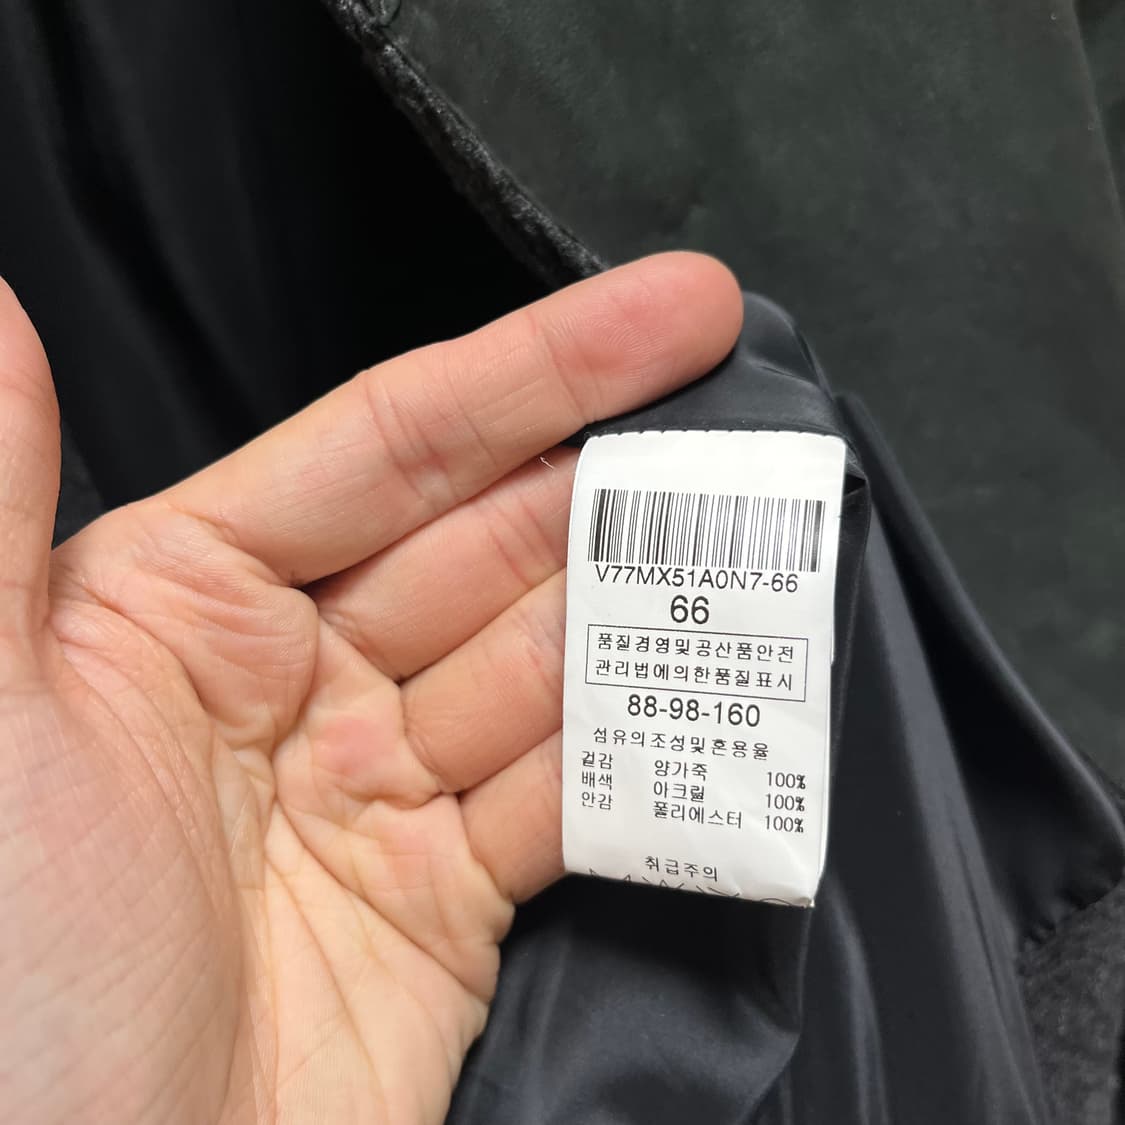 V77MX51A0N7-66
66
품질경영및공산품안전
관리법에의한품질표시
88-98-160
섬유의조성및혼용율
겉감 양가죽 100%
배색 아크릴 100%
안감 폴리에스터 100%
취급주의